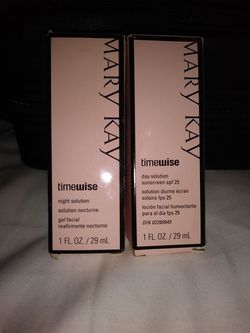 MARY KAY
timewise
night solution
solution nocturne
gel facial
reafirmante nocturno
1 FL. OZ. / 29 mL
MARY KAY
timewise
day solution
sunscreen spf 25
solution diurne écran
solaire fps 25
loción facial humectante
para el día fps 25
DIN 02269945
1 FL. OZ. / 29 mL